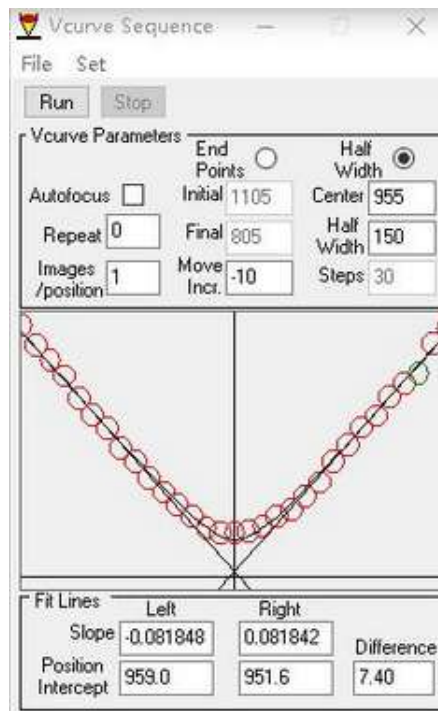 Vcurve Sequence
File Set
Run Stop
Vcurve Parameters
End Points
Half Width
Autofocus
Initial 1105
Center 955
Repeat 0
Final 805
Half Width 150
Images /position 1
Move Incr. -10
Steps 30
Fit Lines
Left Right
Slope -0.081848 0.081842
Difference
Position Intercept 959.0 951.6 7.40